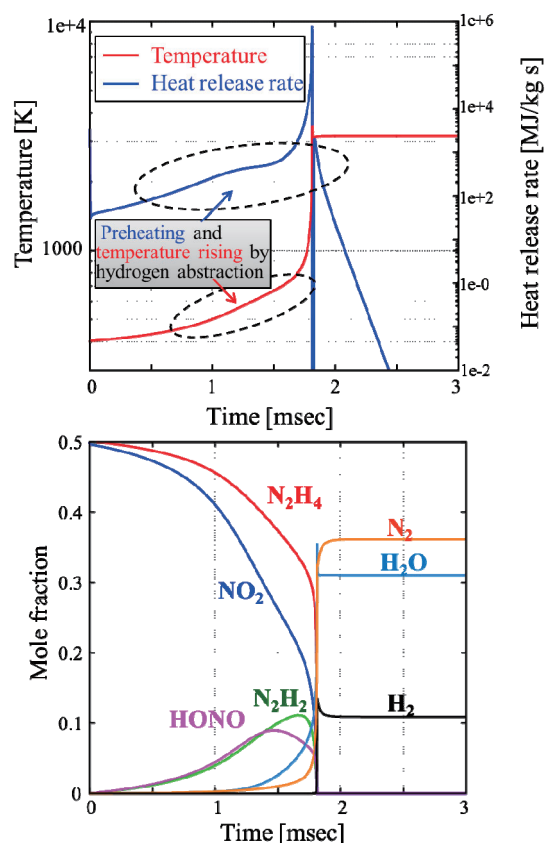 1e+4
1e+6
Temperature
Heat release rate
1e+4
Temperature [K]
Heat release rate [MJ/kg s]
1e+2
Preheating and
temperature rising by
hydrogen abstraction
1000
1e-0
1e-2
0 1 2 3
Time [msec]
0.5
N2H4
0.4
N2
H2O
0.3
NO2
Mole fraction
0.2
N2H2
HONO
H2
0.1
0
0 1 2 3
Time [msec]